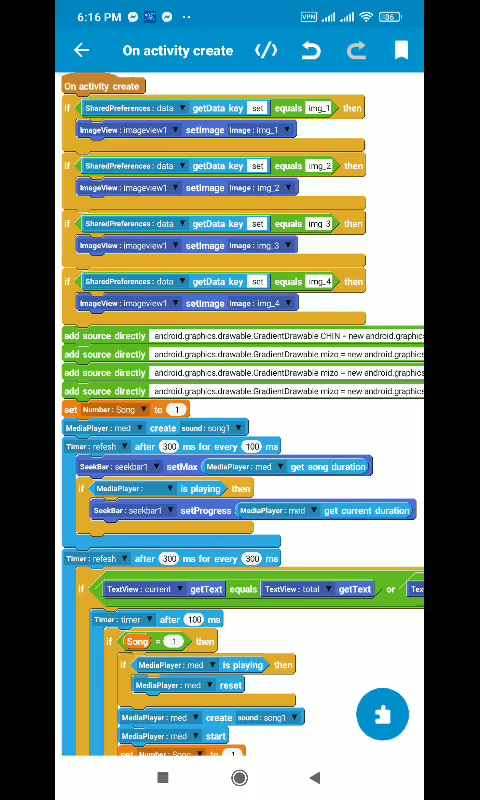 6:16 PM
VPN
86
On activity create
On activity create
if SharedPreferences : data getData key set equals img_1 then
ImageView : imageview1 setImage image : img_1
if SharedPreferences : data getData key set equals img_2 then
ImageView : imageview1 setImage image : img_2
if SharedPreferences : data getData key set equals img_3 then
ImageView : imageview1 setImage image : img_3
if SharedPreferences : data getData key set equals img_4 then
ImageView : imageview1 setImage image : img_4
add source directly android.graphics.drawable.GradientDrawable CHIN = new android.graphic
add source directly android.graphics.drawable.GradientDrawable mizo = new android.graphics
add source directly android.graphics.drawable.GradientDrawable mizo = new android.graphics
add source directly android.graphics.drawable.GradientDrawable mizo = new android.graphics
set Number : Song to 1
MediaPlayer : med create sound : song1
Timer : refesh after 300 ms for every 100 ms
SeekBar : seekbar1 setMax MediaPlayer : med get song duration
if MediaPlayer : is playing then
SeekBar : seekbar1 setProgress MediaPlayer : med get current duration
Timer : refesh after 300 ms for every 300 ms
if TextView : current getText equals TextView : total getText or Tex
Timer : timer after 100 ms
if Song = 1 then
if MediaPlayer : med is playing then
MediaPlayer : med reset
MediaPlayer : med create sound : song1
MediaPlayer : med start
set Number : Song to 1